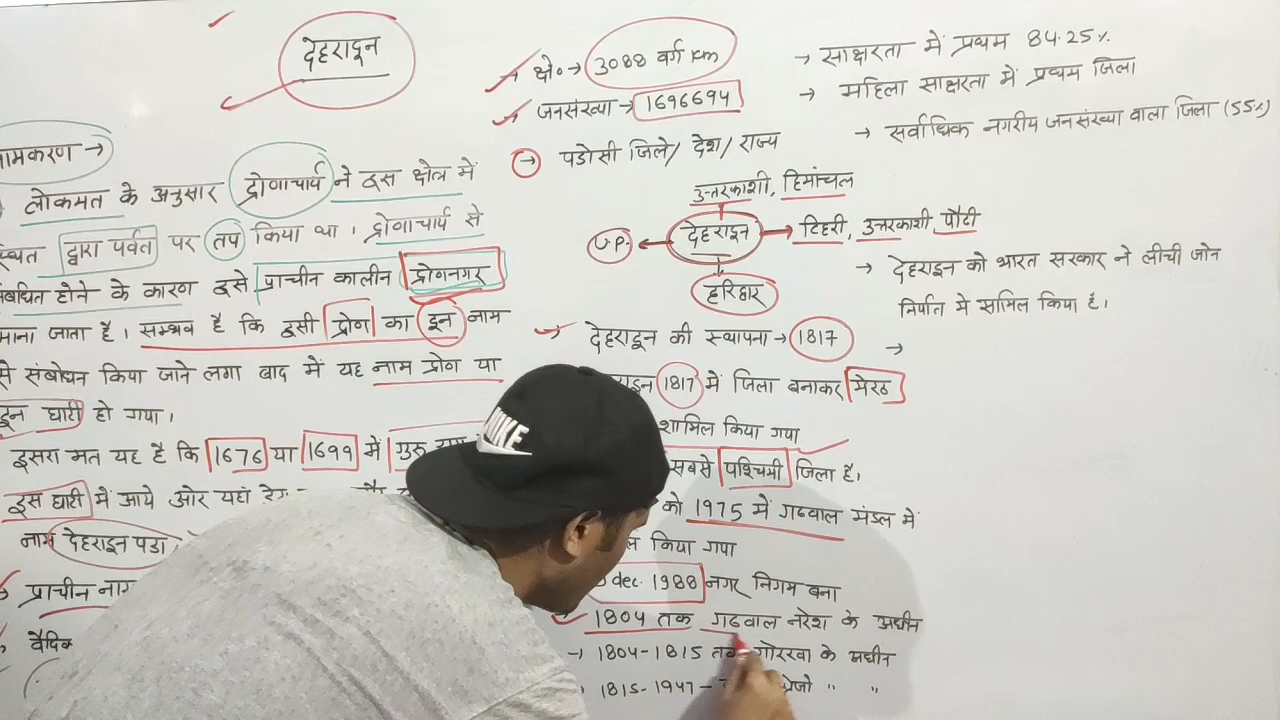 देहरादून
नामकरण →
लोकमत के अनुसार द्रोणाचार्य ने इस क्षेत्र में
स्थित द्वारा पर्वत पर तप किया था। द्रोणाचार्य से
संबंधित होने के कारण इसे प्राचीन कालीन द्रोणनगर
माना जाता है। सम्भव है कि इसी द्रोण का दून नाम
से संबोधन किया जाने लगा बाद में यह नाम द्रोण या
दून घाटी हो गया।
दूसरा मत यह है कि 1676 या 1699 में गुरू राम
इस घाटी में आये और यहां
नाम देहरादून पडा
प्राचीन नाग
वैदिक
→ क्षे० → 3088 वर्ग km
जनसंख्या → 1696694
→ पडोसी जिले/ देश/ राज्य
उत्तरकाशी, हिमांचल
U.P. ← देहरादून → टिहरी, उत्तरकाशी, पौडी
हरिद्वार
देहरादून की स्थापना → 1817
1817 में जिला बनाकर मेरठ
शामिल किया गया
सबसे पश्चिमी जिला है।
को 1975 में गढवाल मंडल में
किया गया
dec. 1988 नगर निगम बना
1804 तक गढवाल नरेश के अधीन
→ 1804-1815 तक गोरखा के अधीन
1815-1947 - " "
→ साक्षरता में प्रथम 84.25%
→ महिला साक्षरता में प्रथम जिला
→ सर्वाधिक नगरीय जनसंख्या वाला जिला (55%)
→ देहरादून को भारत सरकार ने लीची जोन
निर्यात में सामिल किया है।
→
NIKE